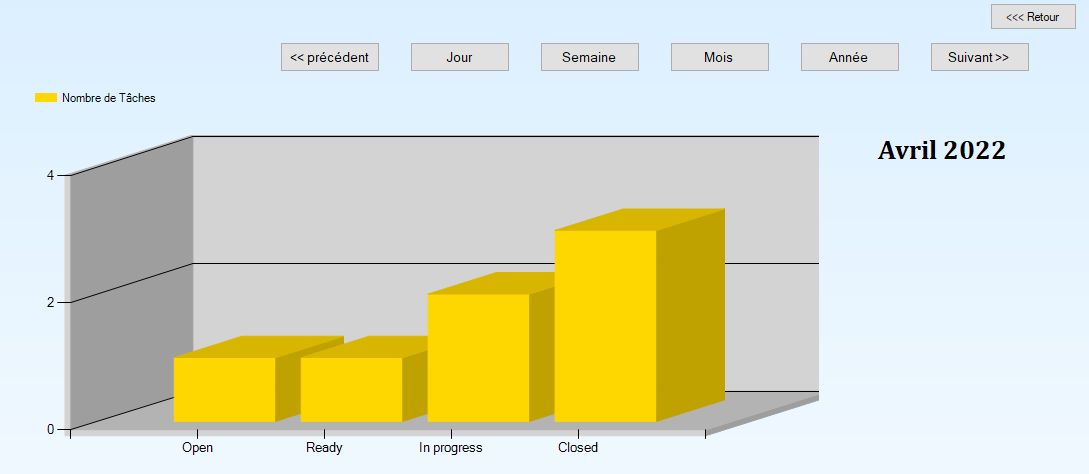 <<< Retour
<< précédent
Jour
Semaine
Mois
Année
Suivant >>
Nombre de Tâches
Avril 2022
4
2
0
Open
Ready
In progress
Closed